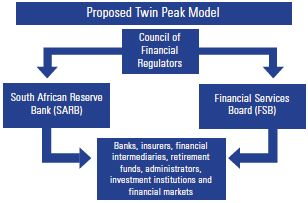 Proposed Twin Peak Model
Council of
Financial
Regulators
South African Reserve
Bank (SARB)
Financial Services
Board (FSB)
Banks, insurers, financial
intermediaries, retirement
funds, administrators,
investment institutions and
financial markets